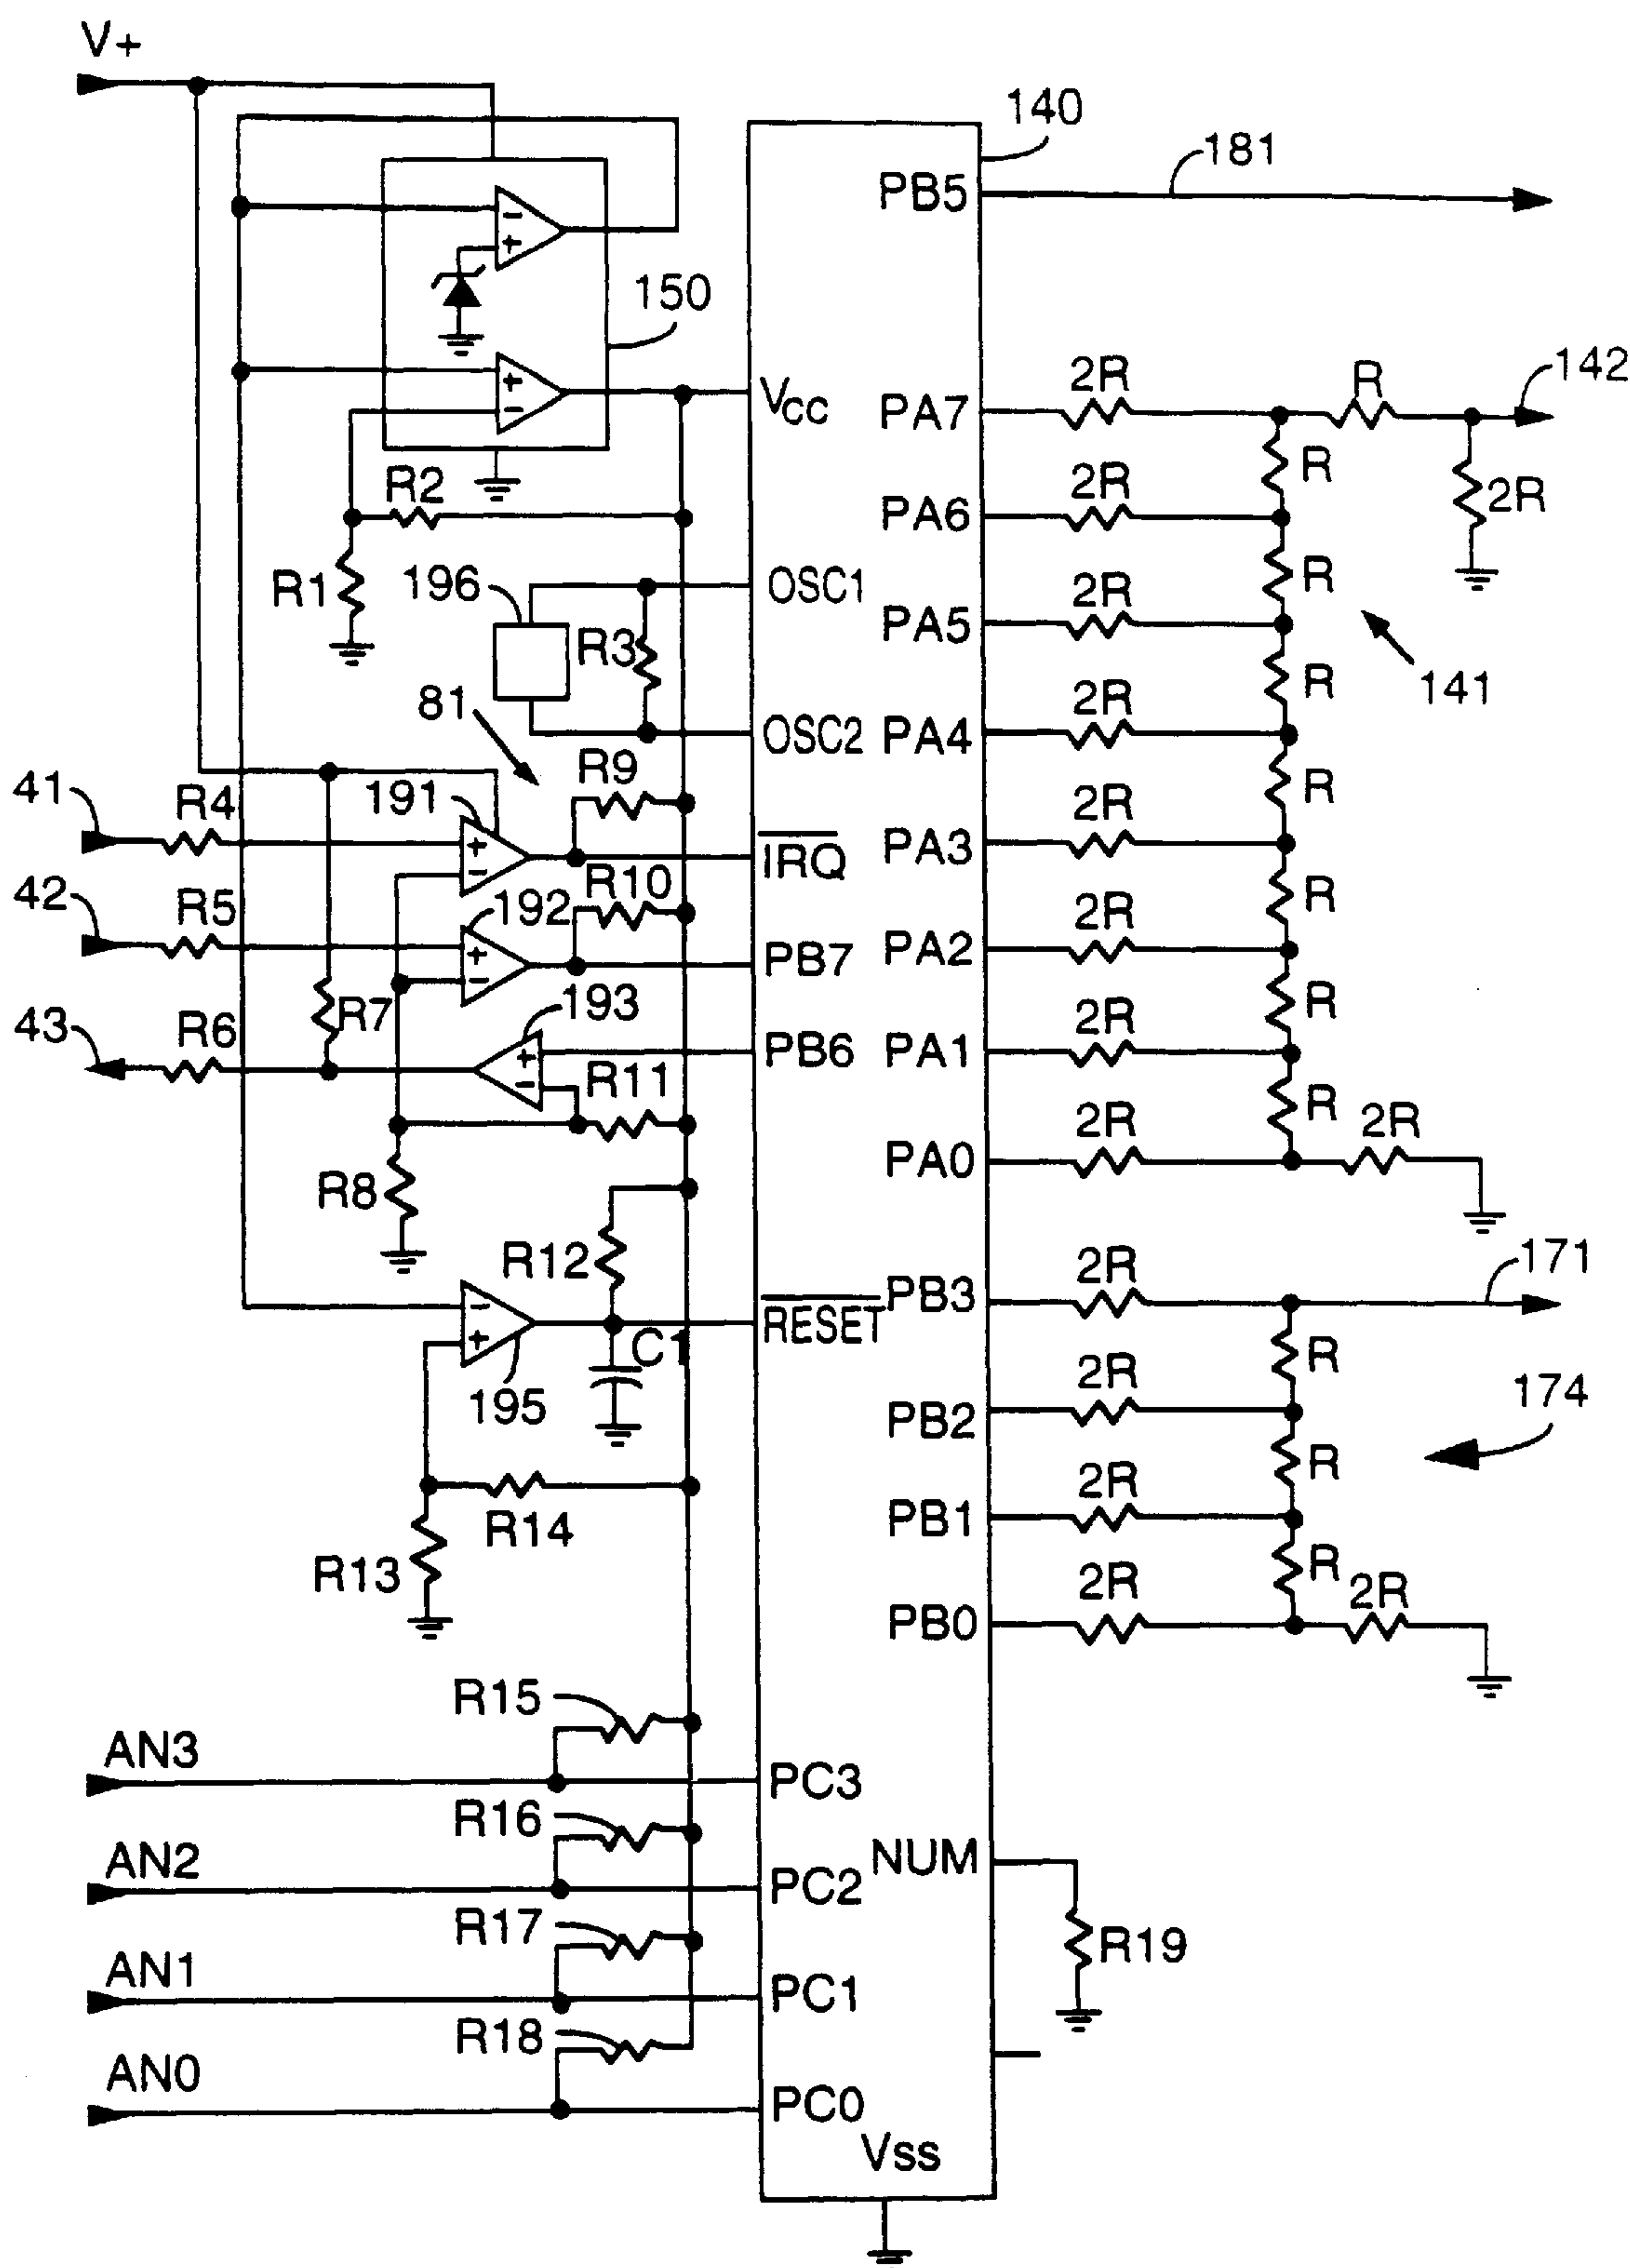 V+
140
181
PB5
150
VCC
PA7 2R R 142
R
2R
R2
PA6 2R
R1
196
OSC1
R
R3
PA5 2R
141
R
81
OSC2 PA4 2R
R9
R
41 R4 191
IRQ PA3 2R
R10
R
42 R5 192
PB7 PA2 2R
R7 193
R
43 R6
PB6 PA1 2R
R11
R
R8
PA0 2R 2R
R12
PB3 2R 171
RESET
C1
R
195
PB2 2R
174
R
R14
PB1 2R
R13
R
PB0 2R 2R
R15
AN3 PC3
R16
AN2 PC2 NUM
R17
R19
AN1 PC1
R18
AN0 PC0
Vss
+
-
+
-
+
-
+
-
+
-
+
-